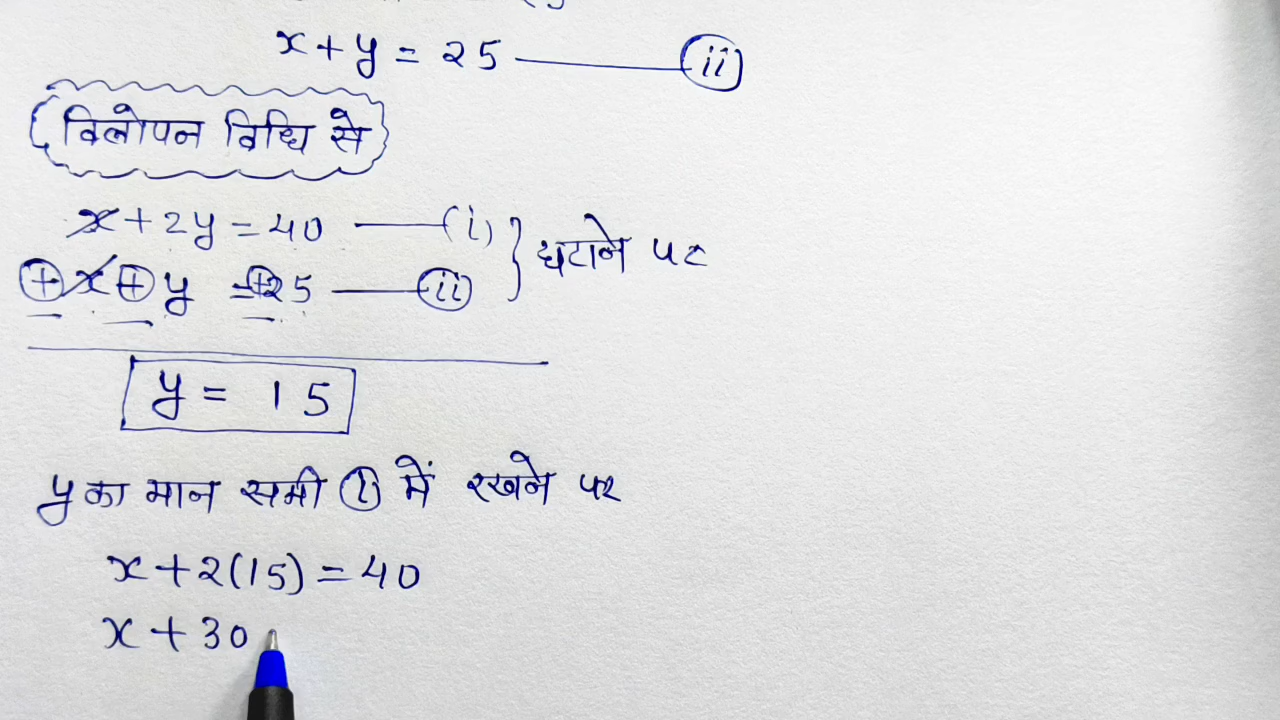 x + y = 25 ——— (ii)
विलोपन विधि से
x + 2y = 40 ——— (i) } घटाने पर
+ x + y = +25 ——— (ii)
— — —
y = 15
y का मान समी (i) में रखने पर
x + 2(15) = 40
x + 30